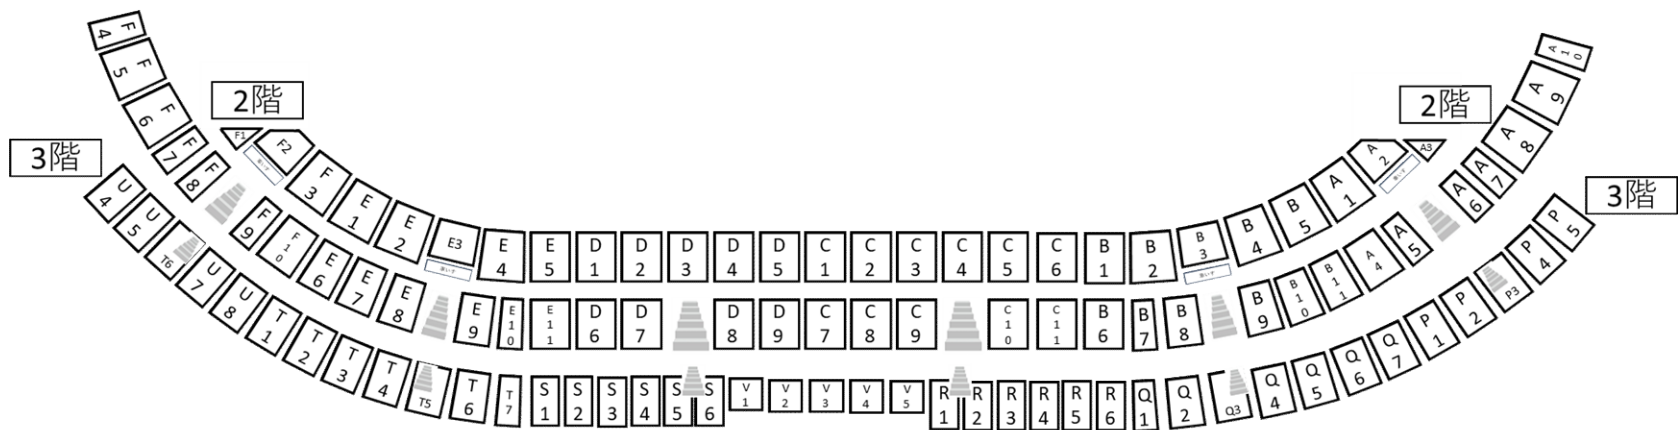 2階
2階
3階
3階
F4
F5
F6
F7
F8
F9
F10
E6
E7
E8
E9
E10
E11
D6
D7
D8
D9
C7
C8
C9
C10
C11
B6
B7
B8
B9
B10
B11
A4
A5
A6
A7
A8
A9
A10
F1
F2
F3
E1
E2
E3
E4
E5
D1
D2
D3
D4
D5
C1
C2
C3
C4
C5
C6
B1
B2
B3
B4
B5
A1
A2
A3
U4
U5
T6
U7
U8
T1
T2
T3
T4
T5
T6
T7
S1
S2
S3
S4
S5
S6
V1
V2
V3
V4
V5
R1
R2
R3
R4
R5
R6
Q1
Q2
Q3
Q4
Q5
Q6
Q7
P1
P2
P3
P4
P5